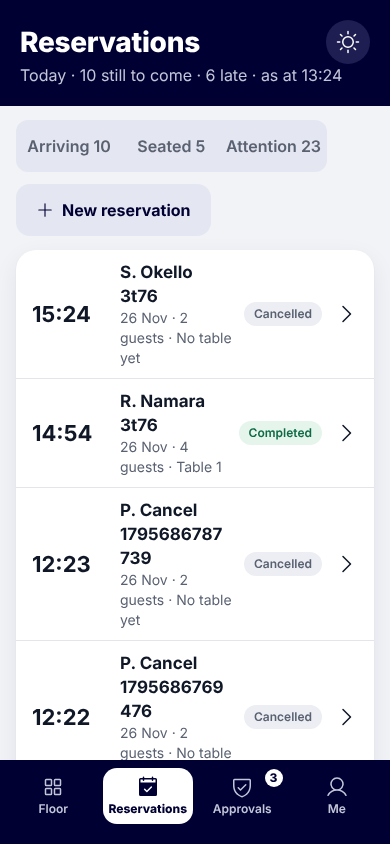 Reservations
Today · 10 still to come · 6 late · as at 13:24
Arriving 10 Seated 5 Attention 23
+ New reservation
S. Okello
3t76
15:24
26 Nov · 2
guests · No table
yet
Cancelled
R. Namara
3t76
14:54
26 Nov · 4
guests · Table 1
Completed
P. Cancel
1795686787
739
12:23
26 Nov · 2
guests · No table
yet
Cancelled
P. Cancel
1795686769
476
12:22
26 Nov · 2
guests · No table
Cancelled
3
Floor Reservations Approvals Me